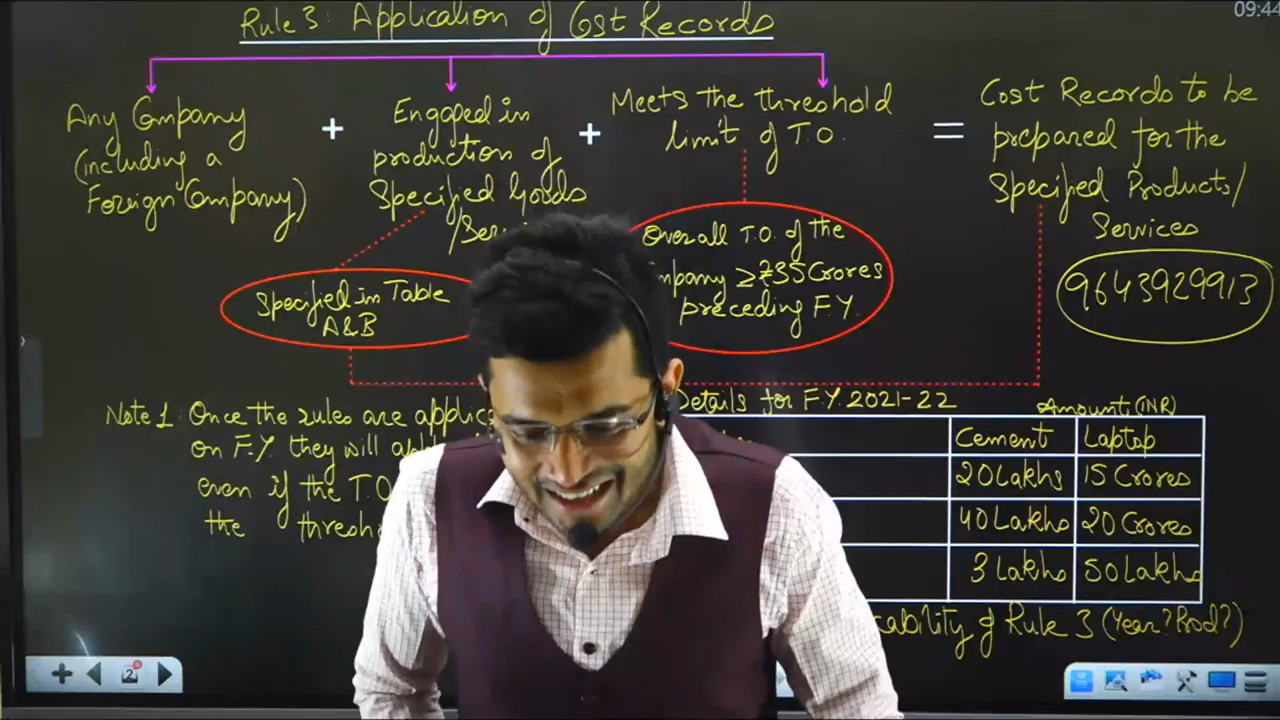 09:44
Rule 3: Application of Cost Records
Any Company
(including a
Foreign Company)
+
Engaged in
production of
Specified Goods
+
Meets the threshold
limit of T.O.
=
Cost Records to be
prepared for the
Specified Products/
Services
Specified in Table
A&B
Overall T.O. of the
≥₹35 Crores
preceding F.Y.
9643929913
Note 1: Once the rules are
on F.Y. they will
even if the T.O
the
Details for F.Y. 2021-22
Amount (INR)
Cement Laptop
20 Lakhs 15 Crores
40 Lakhs 20 Crores
3 Lakhs 50 Lakhs
of Rule 3 (Year? Prod?)
2